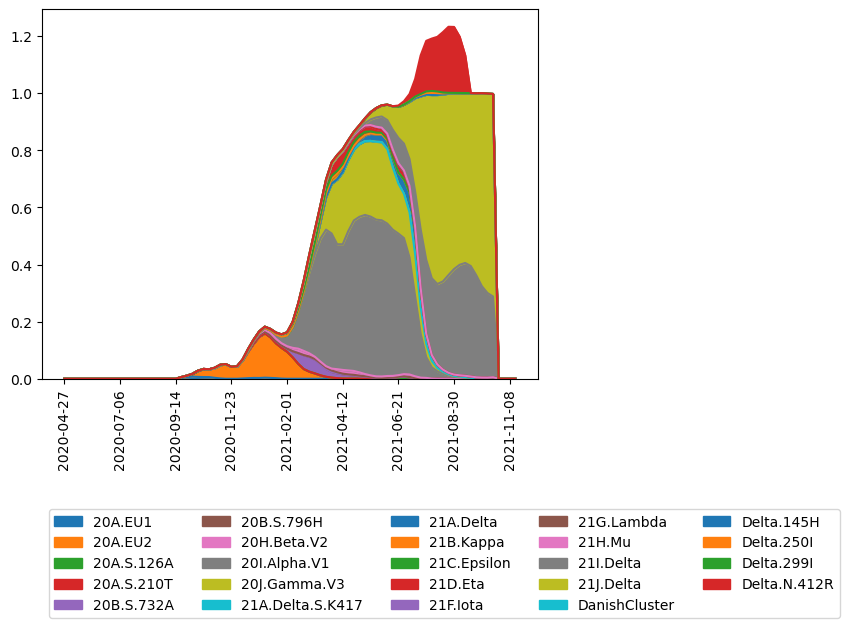 1.2
1.0
0.8
0.6
0.4
0.2
0.0
2020-04-27 2020-07-06 2020-09-14 2020-11-23 2021-02-01 2021-04-12 2021-06-21 2021-08-30 2021-11-08
20A.EU1 20B.S.796H 21A.Delta 21G.Lambda Delta.145H
20A.EU2 20H.Beta.V2 21B.Kappa 21H.Mu Delta.250I
20A.S.126A 20I.Alpha.V1 21C.Epsilon 21I.Delta Delta.299I
20A.S.210T 20J.Gamma.V3 21D.Eta 21J.Delta Delta.N.412R
20B.S.732A 21A.Delta.S.K417 21F.Iota DanishCluster